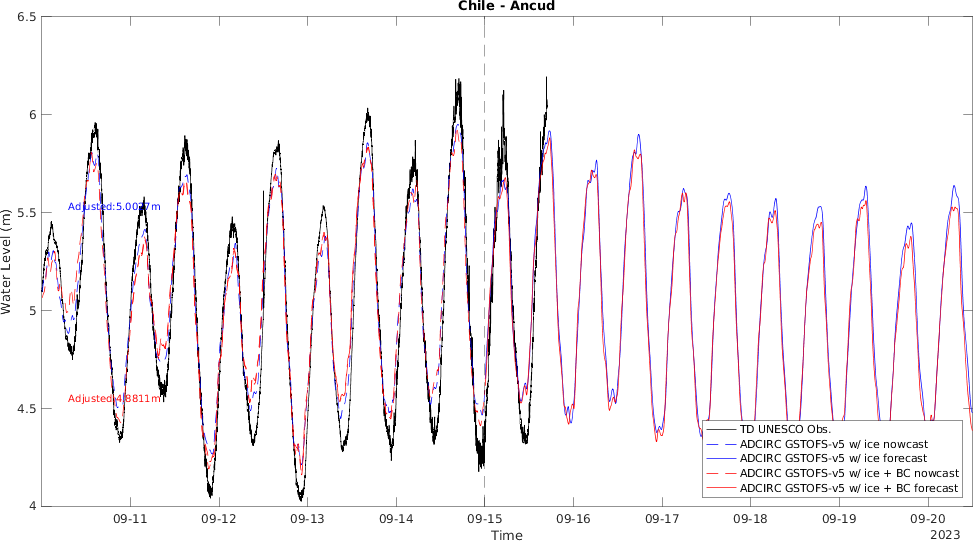 Chile - Ancud
6.5
6
5.5
5
4.5
4
Water Level (m)
Adjusted:5.0027m
Adjusted:4.8811m
TD UNESCO Obs.
ADCIRC GSTOFS-v5 w/ ice nowcast
ADCIRC GSTOFS-v5 w/ ice forecast
ADCIRC GSTOFS-v5 w/ ice + BC nowcast
ADCIRC GSTOFS-v5 w/ ice + BC forecast
09-11 09-12 09-13 09-14 09-15 09-16 09-17 09-18 09-19 09-20
Time
2023